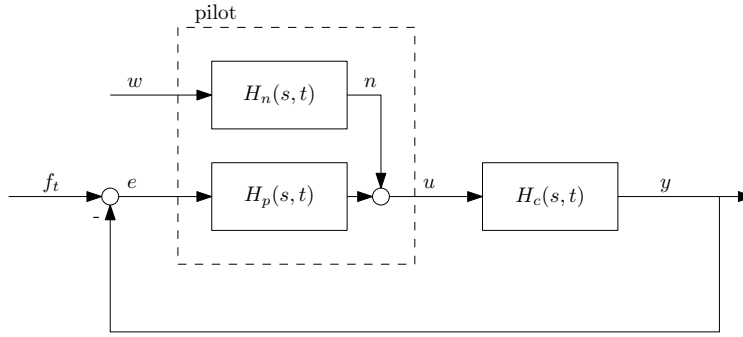 pilot
w
H_n(s, t)
n
f_t
e
H_p(s, t)
u
H_c(s, t)
y
-